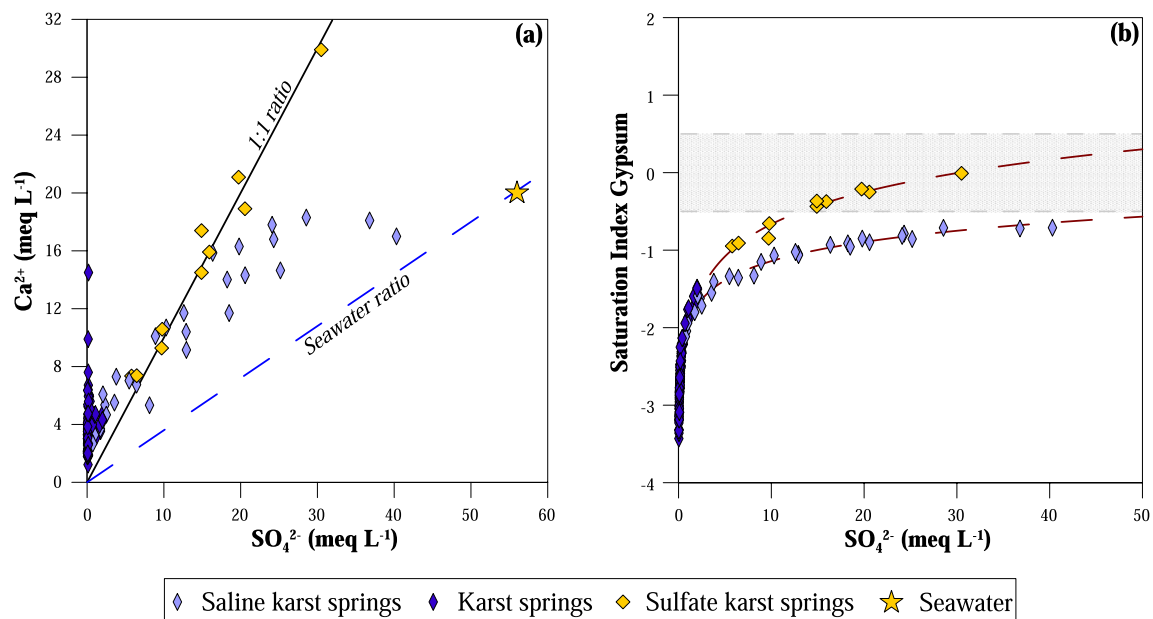 (a)
32
28
24
20
16
12
8
4
0
Ca²⁺ (meq L⁻¹)
1:1 ratio
Seawater ratio
0 10 20 30 40 50 60
SO₄²⁻ (meq L⁻¹)
(b)
2
1
0
-1
-2
-3
-4
Saturation Index Gypsum
0 10 20 30 40 50
SO₄²⁻ (meq L⁻¹)
Saline karst springs Karst springs Sulfate karst springs Seawater